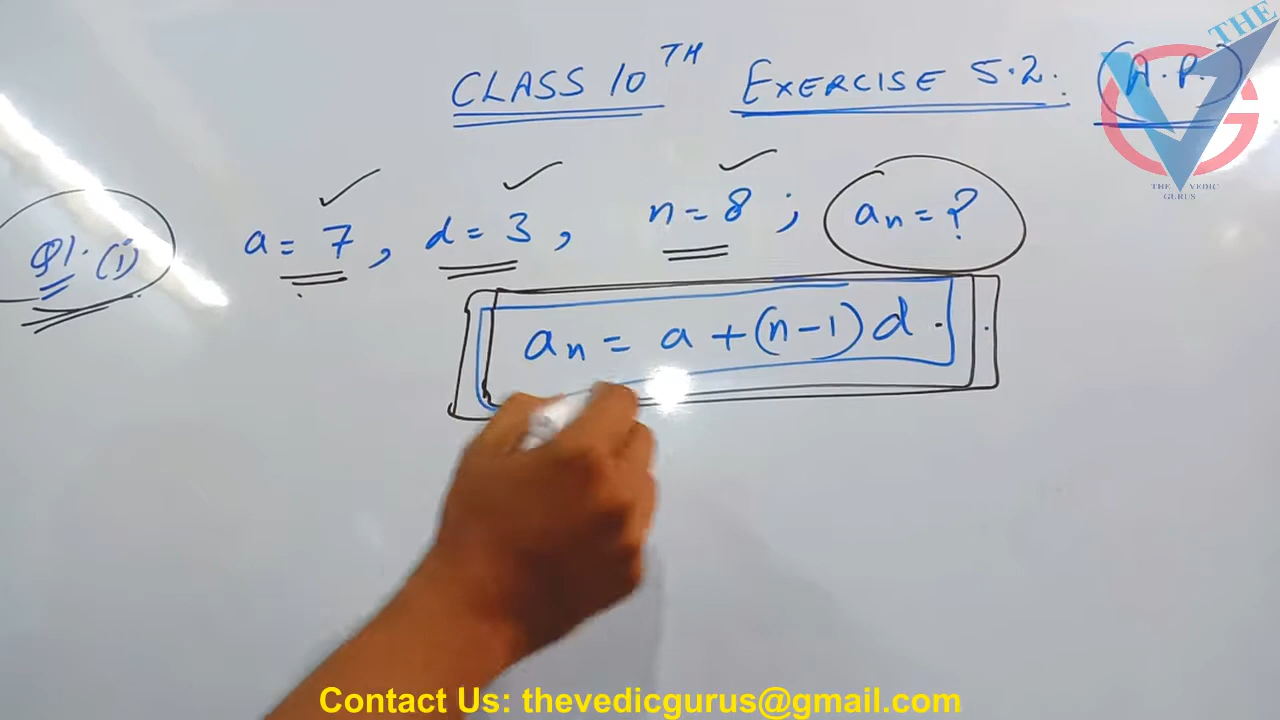 CLASS 10TH EXERCISE 5.2. (A.P.)
THE
VG
THE VEDIC
GURUS
Q1. (i) a = 7, d = 3, n = 8; an = ?
an = a + (n-1) d.
Contact Us: thevedicgurus@gmail.com